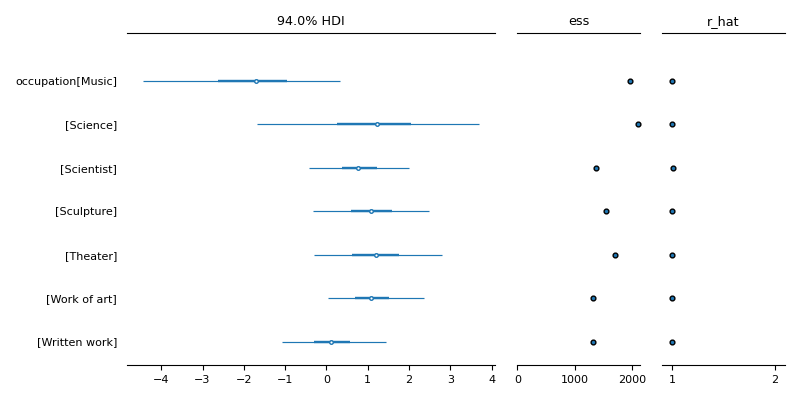 94.0% HDI ess r_hat
occupation[Music]
[Science]
[Scientist]
[Sculpture]
[Theater]
[Work of art]
[Written work]
−4 −3 −2 −1 0 1 2 3 4 0 1000 2000 1 2